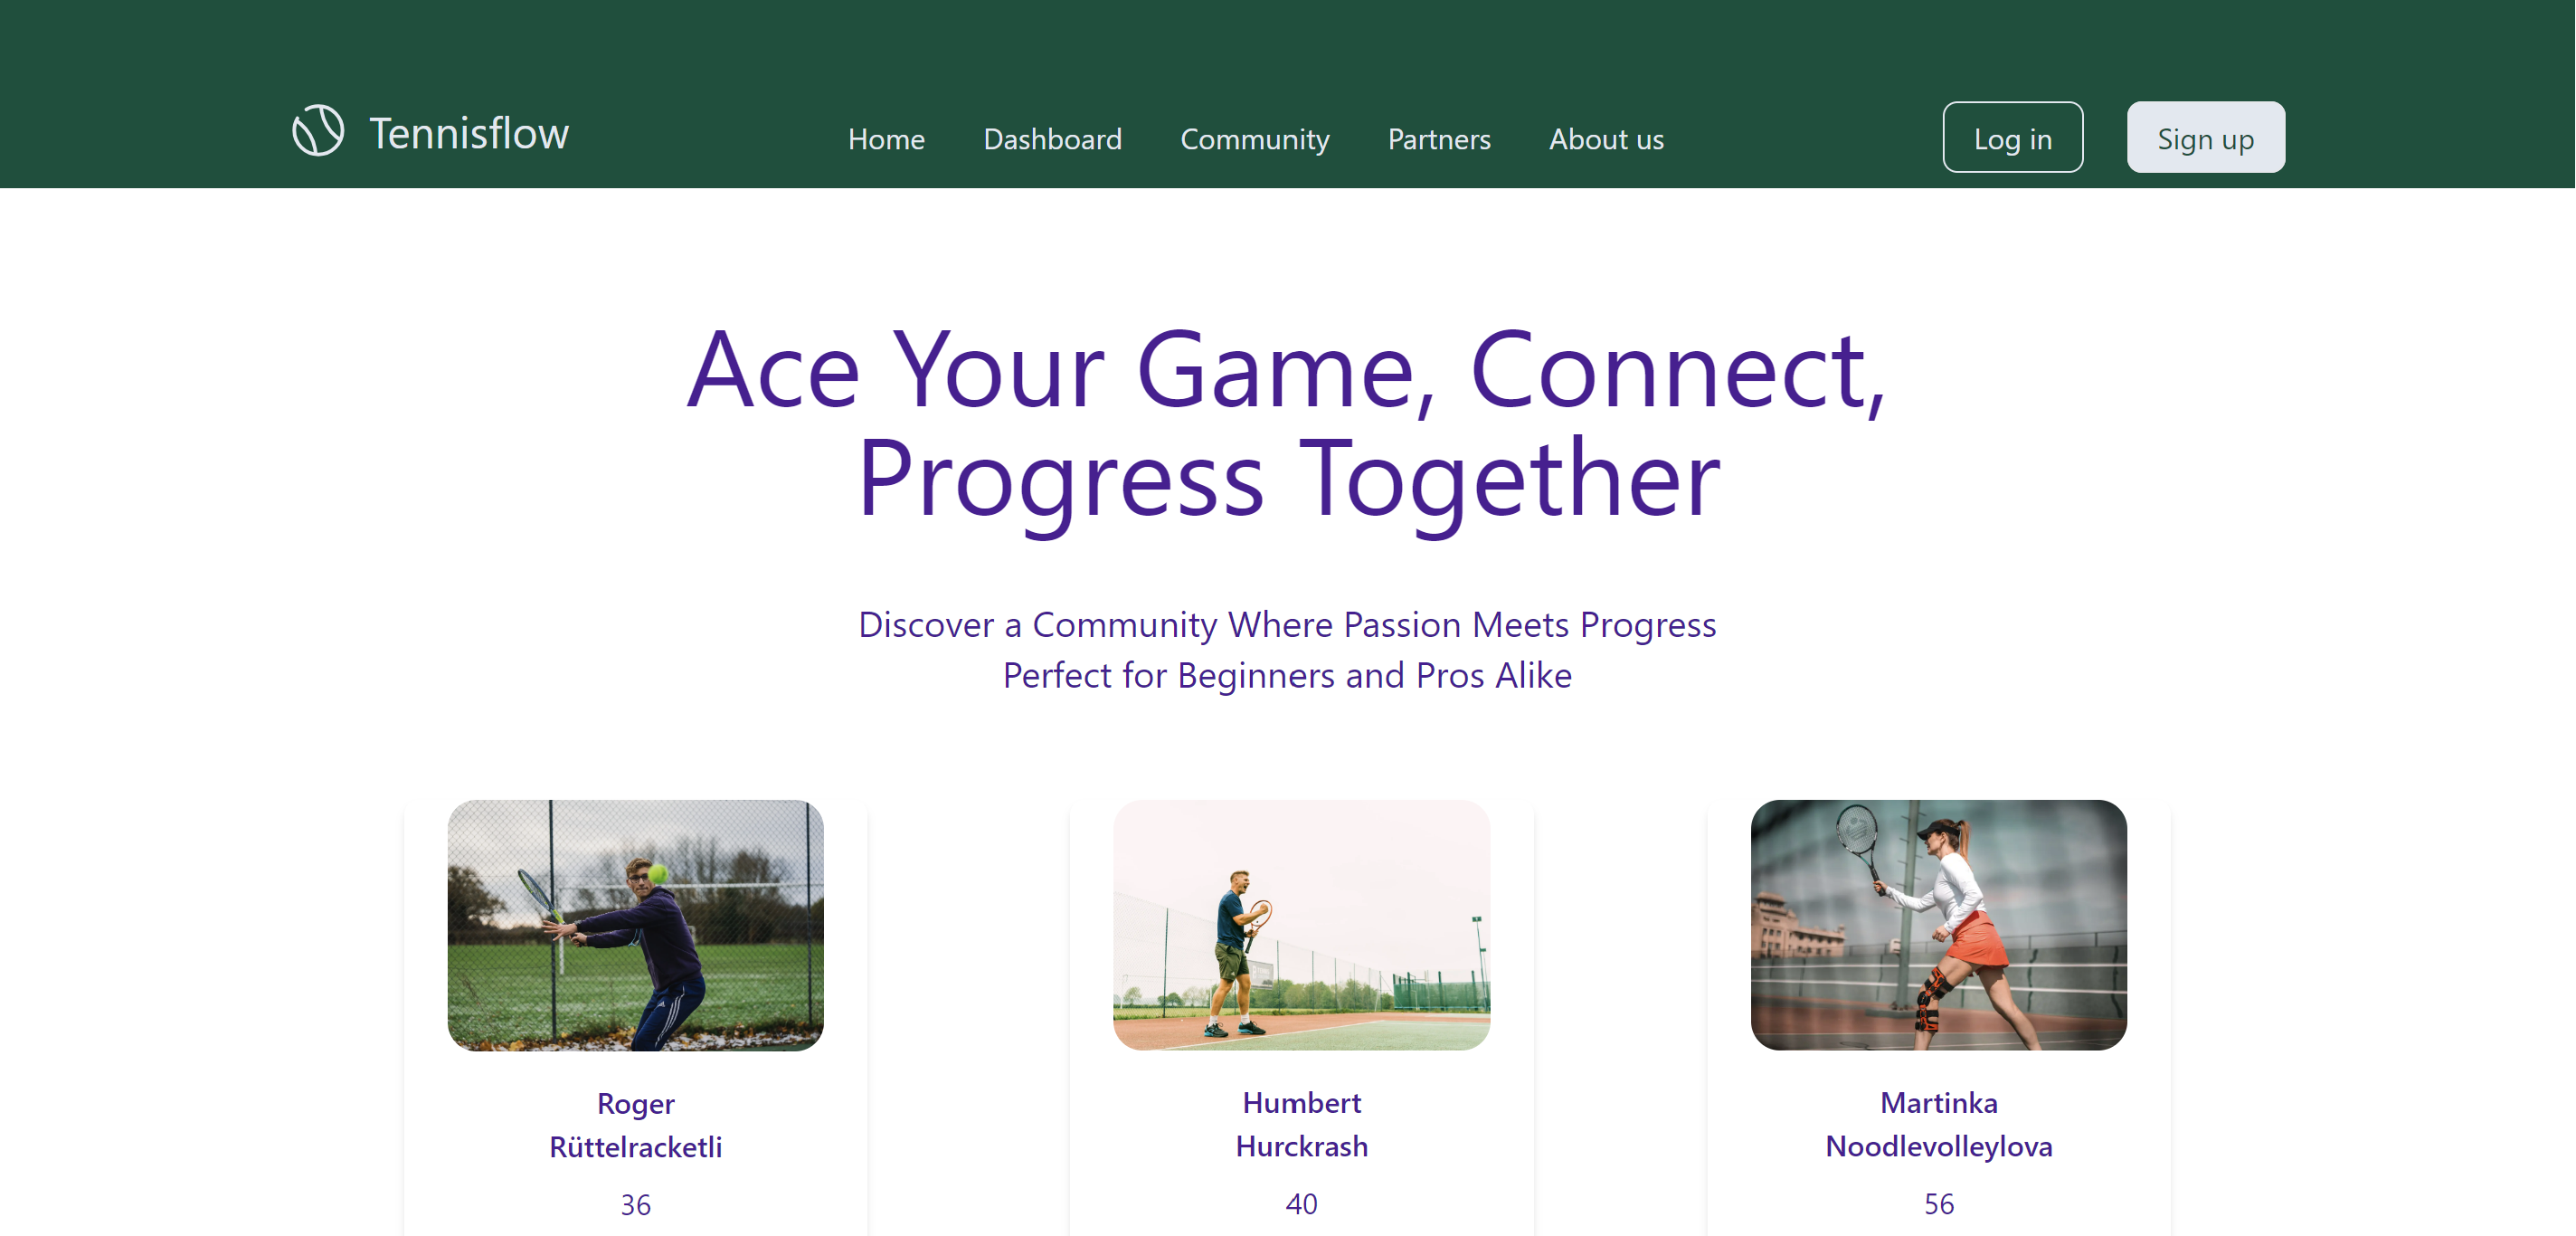 Tennisflow
Home Dashboard Community Partners About us
Log in Sign up
Ace Your Game, Connect,
Progress Together
Discover a Community Where Passion Meets Progress
Perfect for Beginners and Pros Alike
Roger
Rüttelracketli
36
Humbert
Hurckrash
40
Martinka
Noodlevolleylova
56